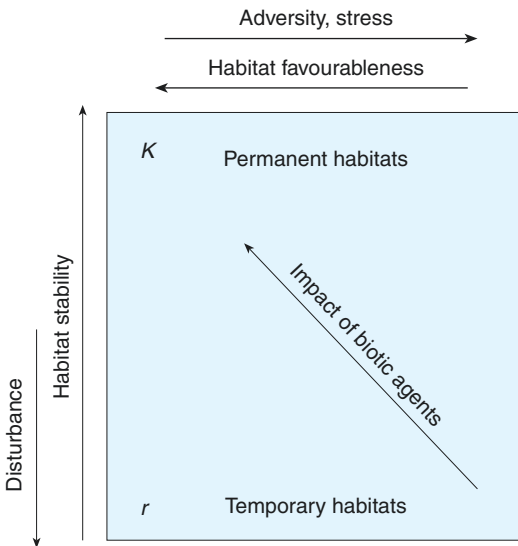 Adversity, stress
Habitat favourableness
K
Permanent habitats
Habitat stability
Impact of biotic agents
Disturbance
r
Temporary habitats